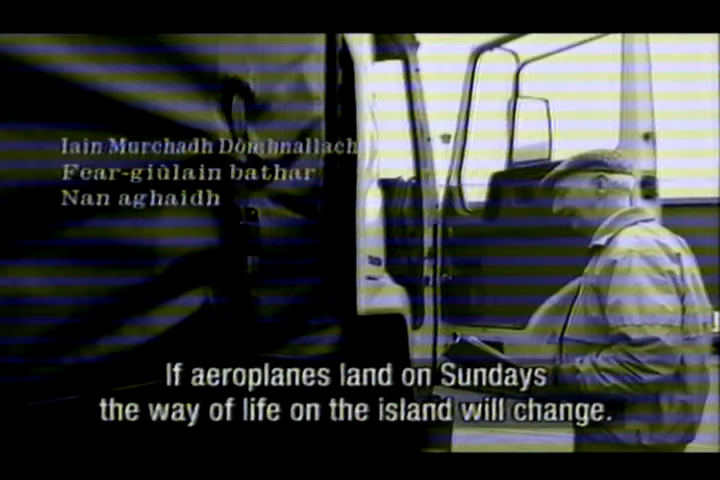 Iain Murchadh Dòmhnallach
Fear-giùlain bathar
Nan aghaidh
If aeroplanes land on Sundays
the way of life on the island will change.